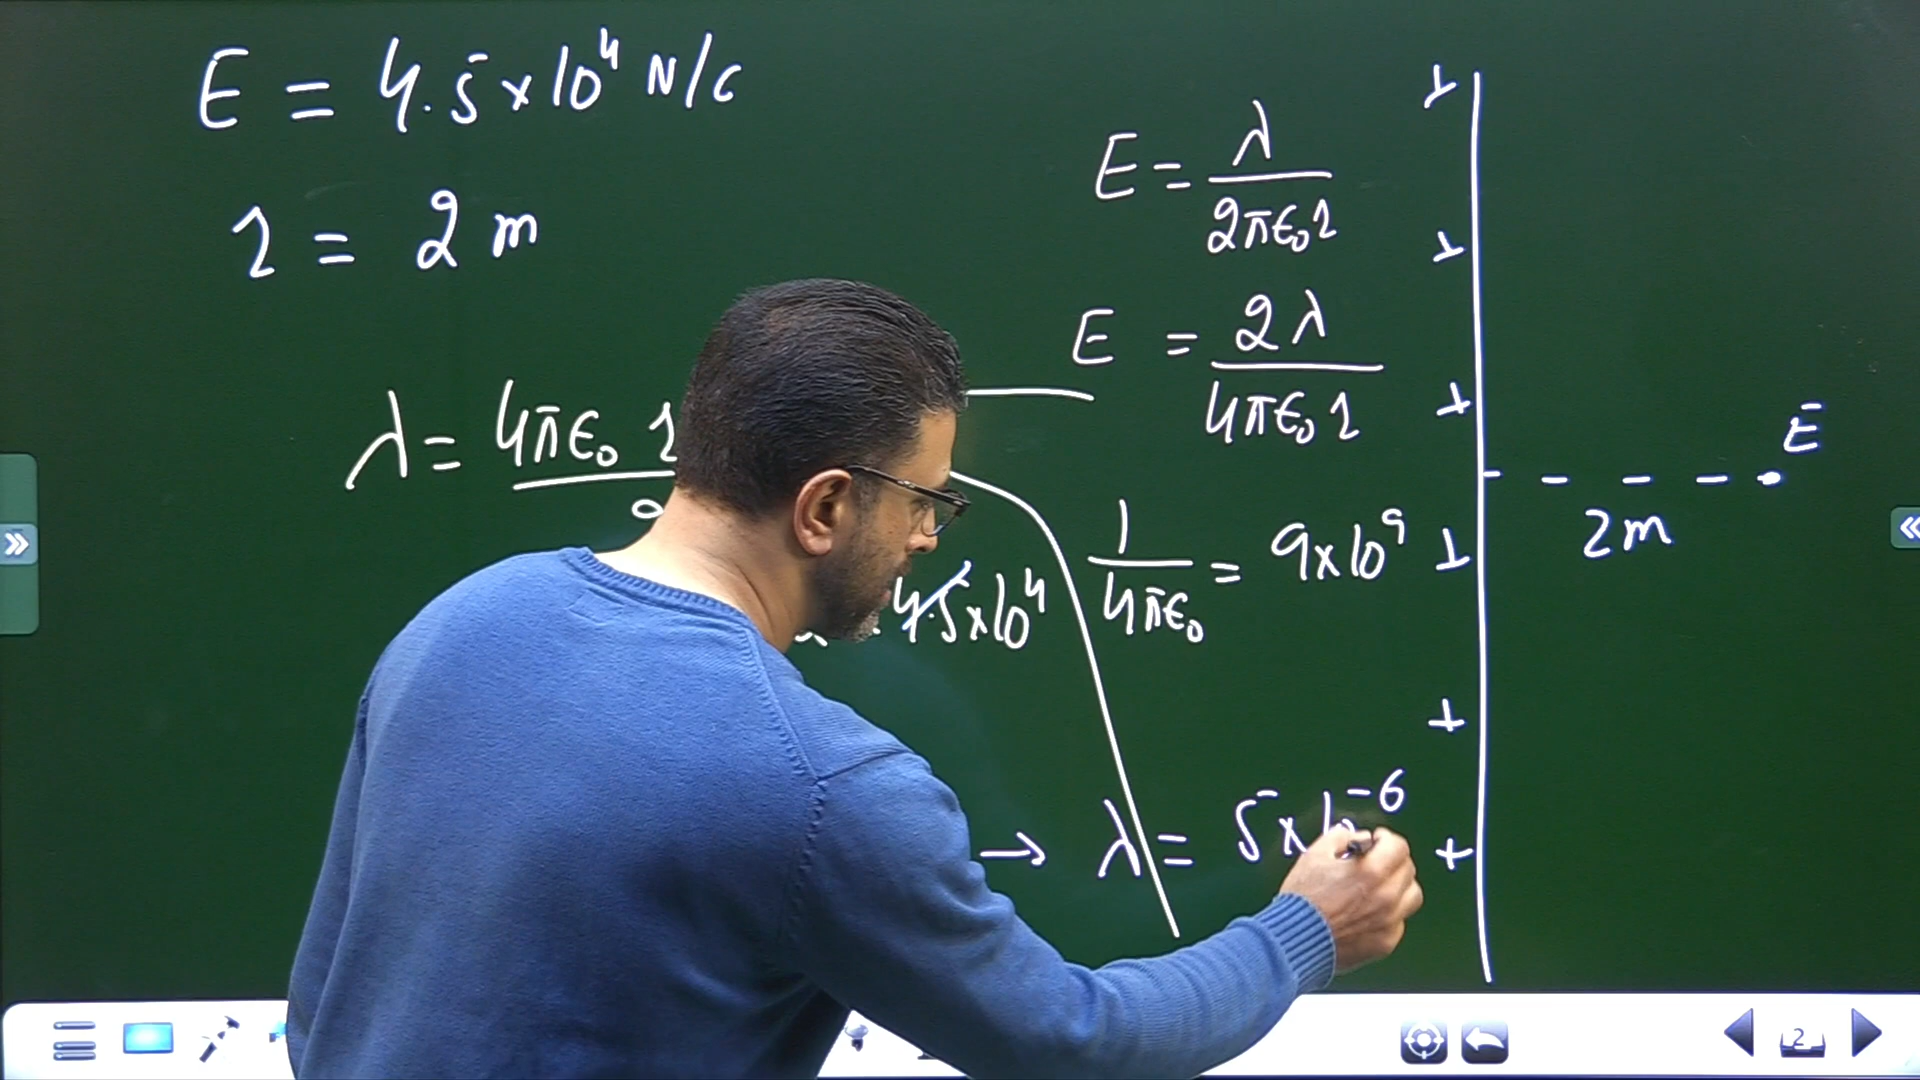 E = 4.5×10⁴ N/C
r = 2 m
λ = 4πε₀ r
4.5×10⁴
E = λ / 2πε₀r
E = 2λ / 4πε₀r
1 / 4πε₀ = 9×10⁹
→ λ = 5×10⁻⁶
+
+
+
+
+
+
E
2m
2